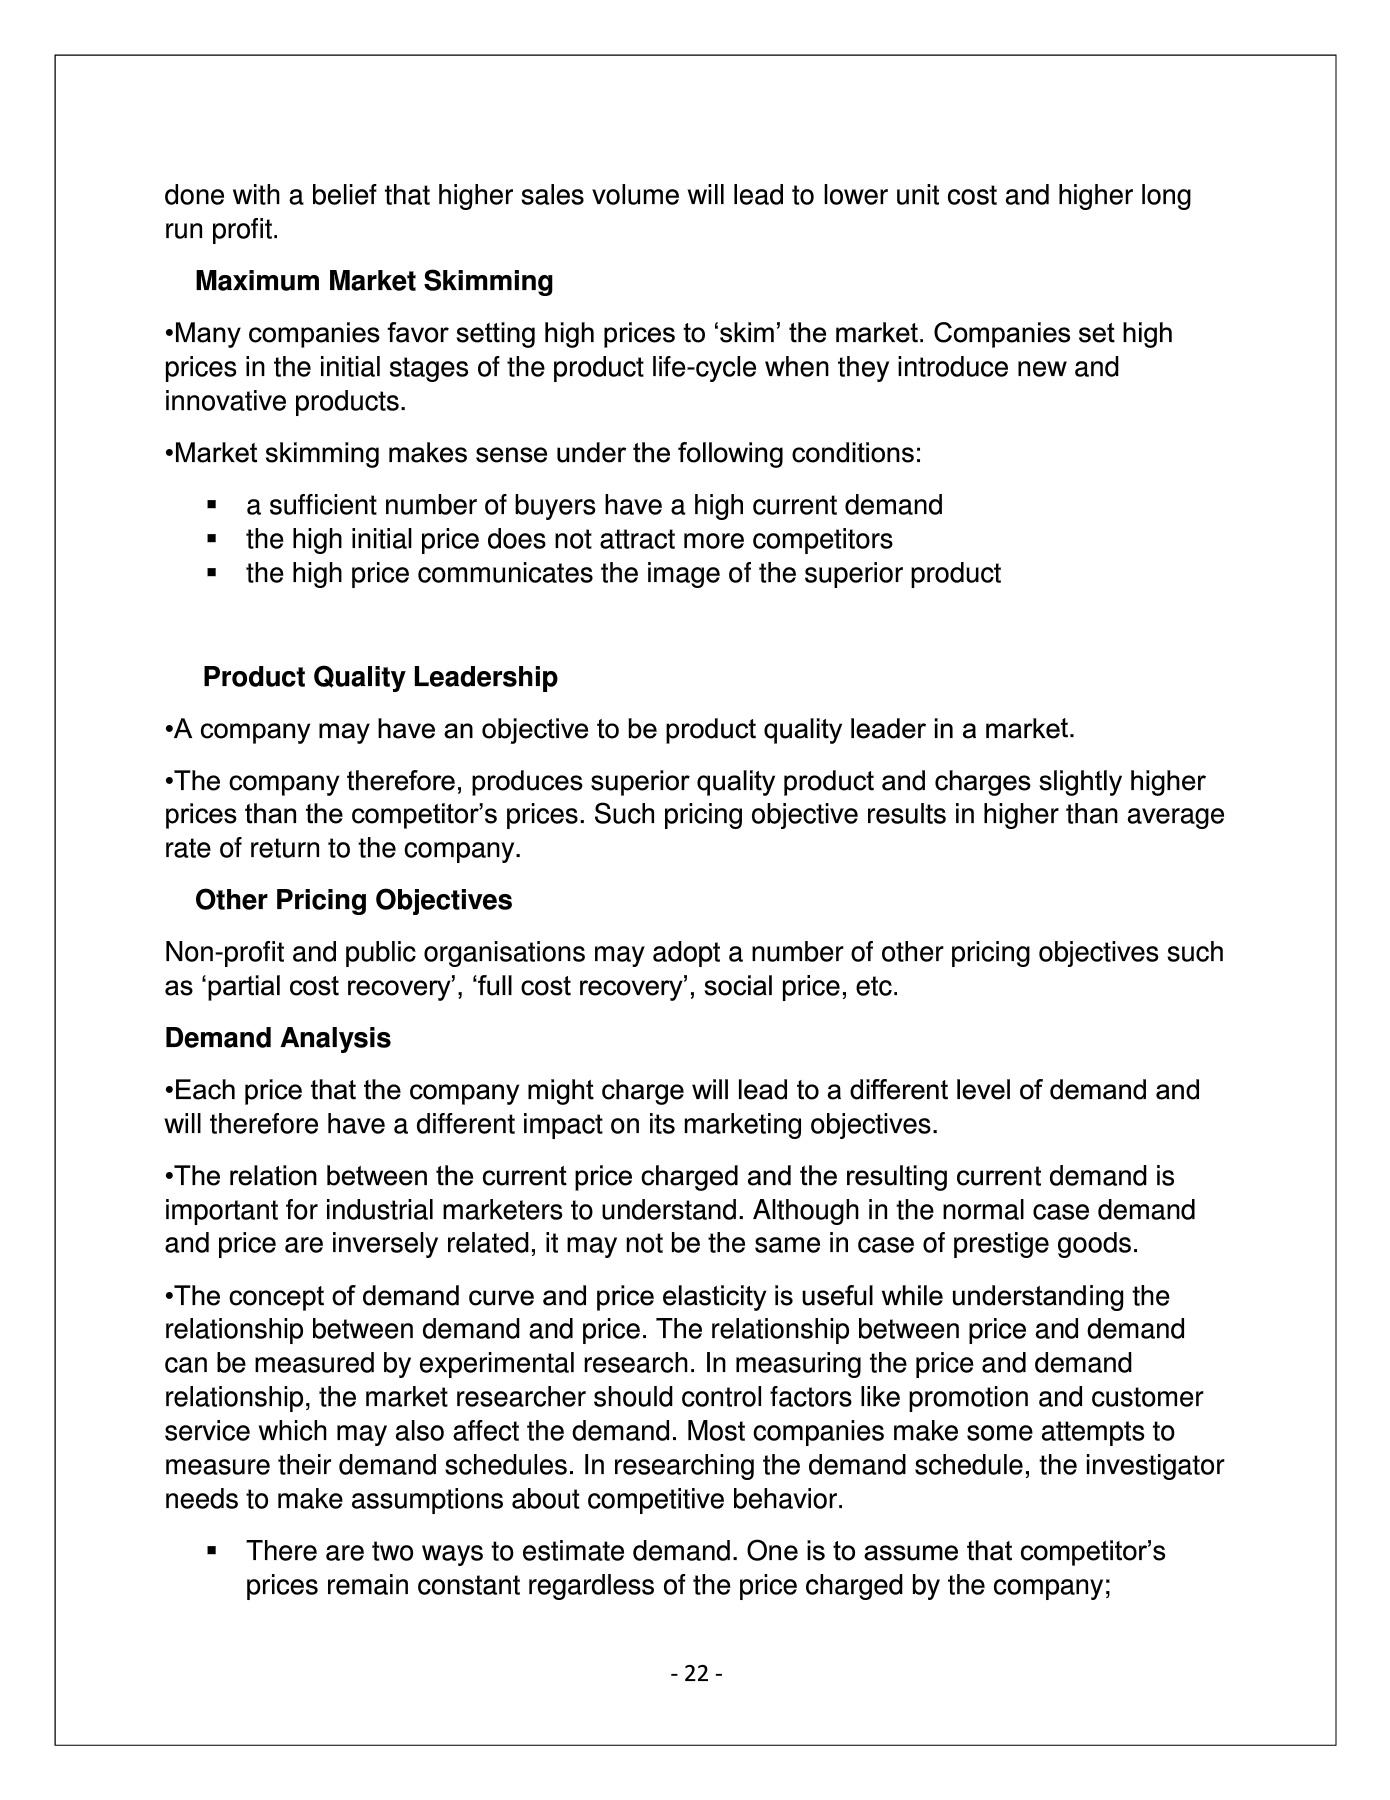 done with a belief that higher sales volume will lead to lower unit cost and higher long
run profit.
Maximum Market Skimming
•Many companies favor setting high prices to ‘skim’ the market. Companies set high
prices in the initial stages of the product life-cycle when they introduce new and
innovative products.
•Market skimming makes sense under the following conditions:
▪ a sufficient number of buyers have a high current demand
▪ the high initial price does not attract more competitors
▪ the high price communicates the image of the superior product
Product Quality Leadership
•A company may have an objective to be product quality leader in a market.
•The company therefore, produces superior quality product and charges slightly higher
prices than the competitor’s prices. Such pricing objective results in higher than average
rate of return to the company.
Other Pricing Objectives
Non-profit and public organisations may adopt a number of other pricing objectives such
as ‘partial cost recovery’, ‘full cost recovery’, social price, etc.
Demand Analysis
•Each price that the company might charge will lead to a different level of demand and
will therefore have a different impact on its marketing objectives.
•The relation between the current price charged and the resulting current demand is
important for industrial marketers to understand. Although in the normal case demand
and price are inversely related, it may not be the same in case of prestige goods.
•The concept of demand curve and price elasticity is useful while understanding the
relationship between demand and price. The relationship between price and demand
can be measured by experimental research. In measuring the price and demand
relationship, the market researcher should control factors like promotion and customer
service which may also affect the demand. Most companies make some attempts to
measure their demand schedules. In researching the demand schedule, the investigator
needs to make assumptions about competitive behavior.
▪ There are two ways to estimate demand. One is to assume that competitor’s
prices remain constant regardless of the price charged by the company;
- 22 -